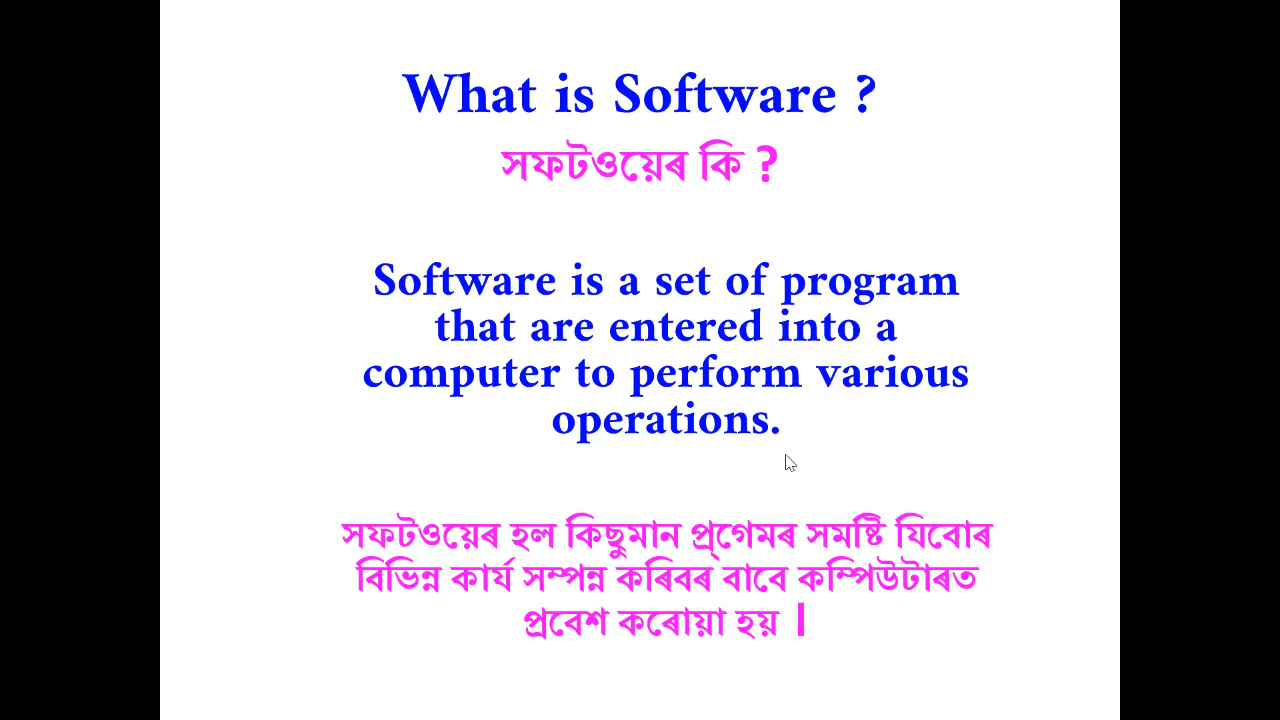 What is Software ?
সফটওয়েৰ কি ?
Software is a set of program
that are entered into a
computer to perform various
operations.
সফটওয়েৰ হল কিছুমান প্ৰ্গেমৰ সমষ্টি যিবোৰ
বিভিন্ন কাৰ্য সম্পন্ন কৰিবৰ বাবে কম্পিউটাৰত
প্ৰবেশ কৰোয়া হয় ।